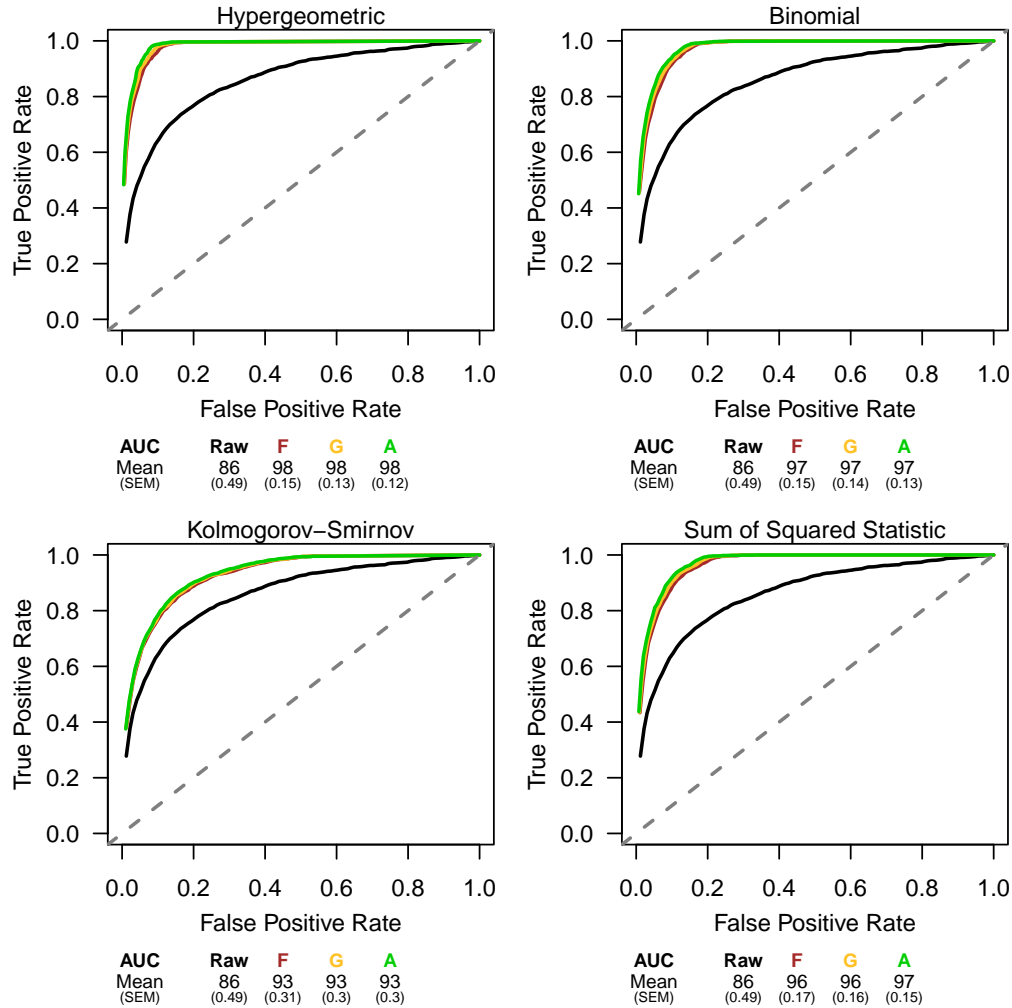 Hypergeometric
True Positive Rate
1.0
0.8
0.6
0.4
0.2
0.0
0.0 0.2 0.4 0.6 0.8 1.0
False Positive Rate
AUC Raw F G A
Mean 86 98 98 98
(SEM) (0.49) (0.15) (0.13) (0.12)
Binomial
True Positive Rate
1.0
0.8
0.6
0.4
0.2
0.0
0.0 0.2 0.4 0.6 0.8 1.0
False Positive Rate
AUC Raw F G A
Mean 86 97 97 97
(SEM) (0.49) (0.15) (0.14) (0.13)
Kolmogorov−Smirnov
True Positive Rate
1.0
0.8
0.6
0.4
0.2
0.0
0.0 0.2 0.4 0.6 0.8 1.0
False Positive Rate
AUC Raw F G A
Mean 86 93 93 93
(SEM) (0.49) (0.31) (0.3) (0.3)
Sum of Squared Statistic
True Positive Rate
1.0
0.8
0.6
0.4
0.2
0.0
0.0 0.2 0.4 0.6 0.8 1.0
False Positive Rate
AUC Raw F G A
Mean 86 96 96 97
(SEM) (0.49) (0.17) (0.16) (0.15)